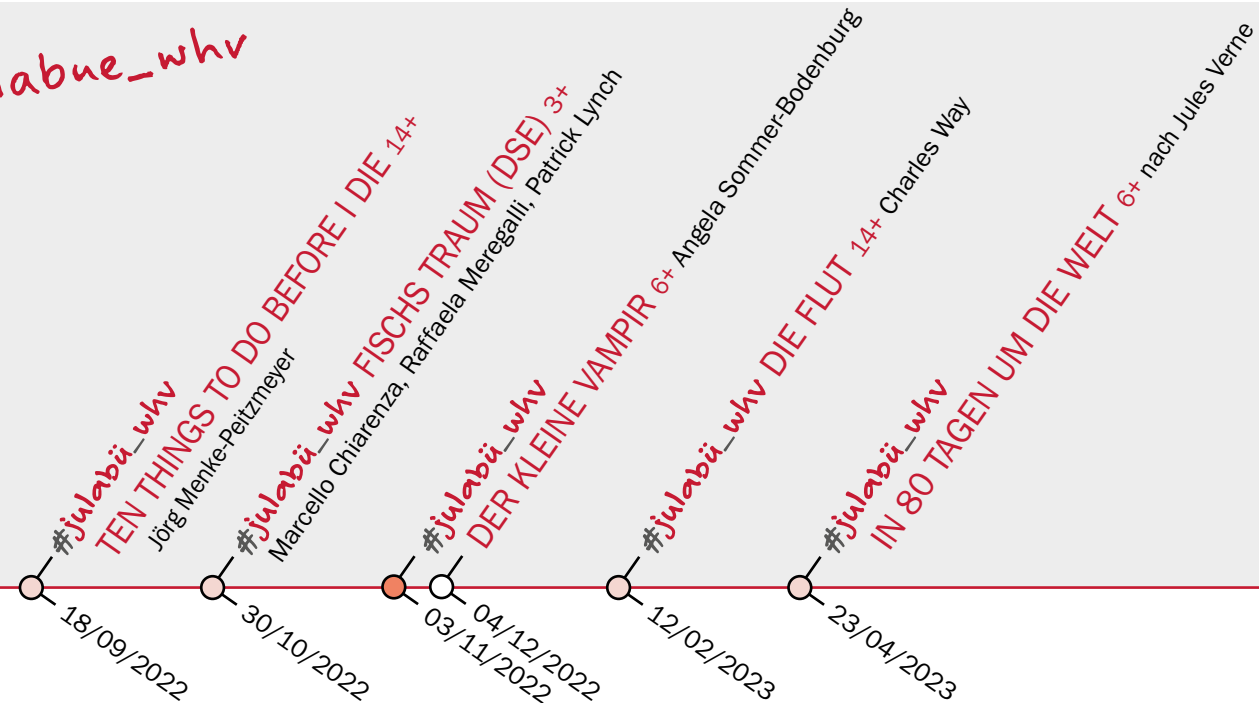 abue_whv
#julabü_whv
TEN THINGS TO DO BEFORE I DIE 14+
Jörg Menke-Peitzmeyer
#julabü_whv FISCHS TRAUM (DSE) 3+
Marcello Chiarenza, Raffaela Meregalli, Patrick Lynch
#julabü_whv
DER KLEINE VAMPIR 6+ Angela Sommer-Bodenburg
#julabü_whv DIE FLUT 14+ Charles Way
#julabü_whv
IN 80 TAGEN UM DIE WELT 6+ nach Jules Verne
18/09/2022
30/10/2022
03/11/2022
04/12/2022
12/02/2023
23/04/2023